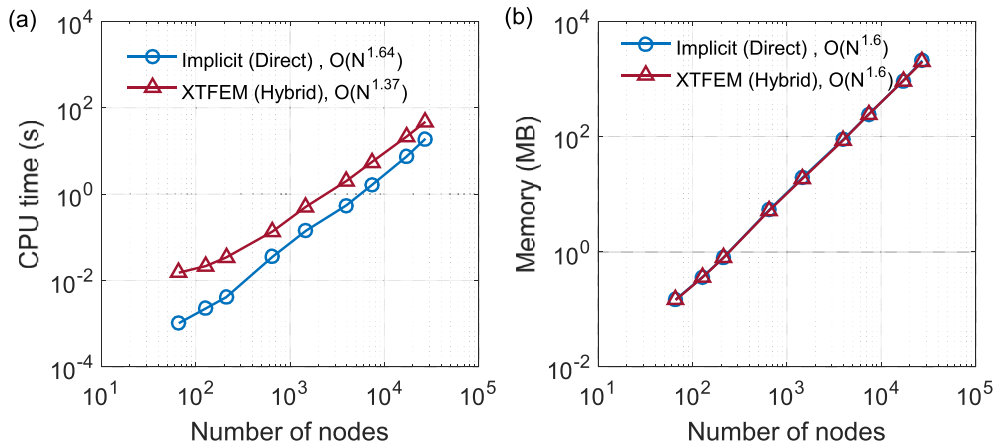 (a)
10^4
10^2
10^0
10^-2
10^-4
CPU time (s)
Implicit (Direct) , O(N^1.64)
XTFEM (Hybrid), O(N^1.37)
10^1 10^2 10^3 10^4 10^5
Number of nodes
(b)
10^4
10^2
10^0
10^-2
Memory (MB)
Implicit (Direct) , O(N^1.6)
XTFEM (Hybrid), O(N^1.6)
10^1 10^2 10^3 10^4 10^5
Number of nodes